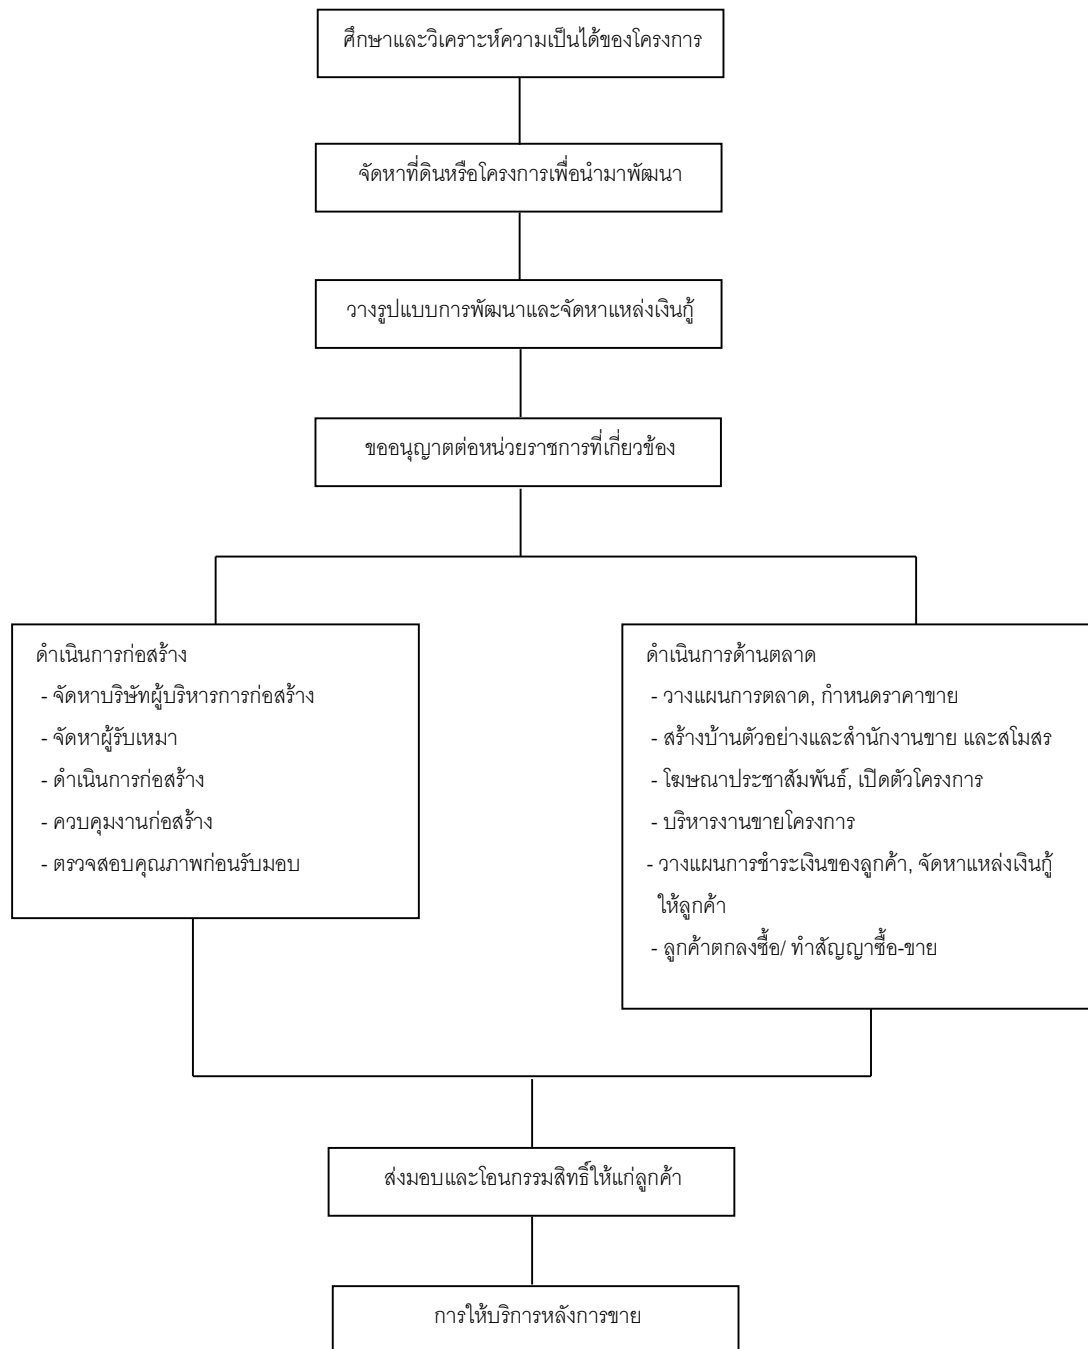 ศึกษาและวิเคราะห์ความเป็นได้ของโครงการ
จัดหาที่ดินหรือโครงการเพื่อนำมาพัฒนา
วางรูปแบบการพัฒนาและจัดหาแหล่งเงินกู้
ขออนุญาตต่อหน่วยราชการที่เกี่ยวข้อง
ดำเนินการก่อสร้าง
- จัดหาบริษัทผู้บริหารการก่อสร้าง
- จัดหาผู้รับเหมา
- ดำเนินการก่อสร้าง
- ควบคุมงานก่อสร้าง
- ตรวจสอบคุณภาพก่อนรับมอบ
ดำเนินการด้านตลาด
- วางแผนการตลาด, กำหนดราคาขาย
- สร้างบ้านตัวอย่างและสำนักงานขาย และสโมสร
- โฆษณาประชาสัมพันธ์, เปิดตัวโครงการ
- บริหารงานขายโครงการ
- วางแผนการชำระเงินของลูกค้า, จัดหาแหล่งเงินกู้
ให้ลูกค้า
- ลูกค้าตกลงซื้อ/ ทำสัญญาซื้อ-ขาย
ส่งมอบและโอนกรรมสิทธิ์ให้แก่ลูกค้า
การให้บริการหลังการขาย